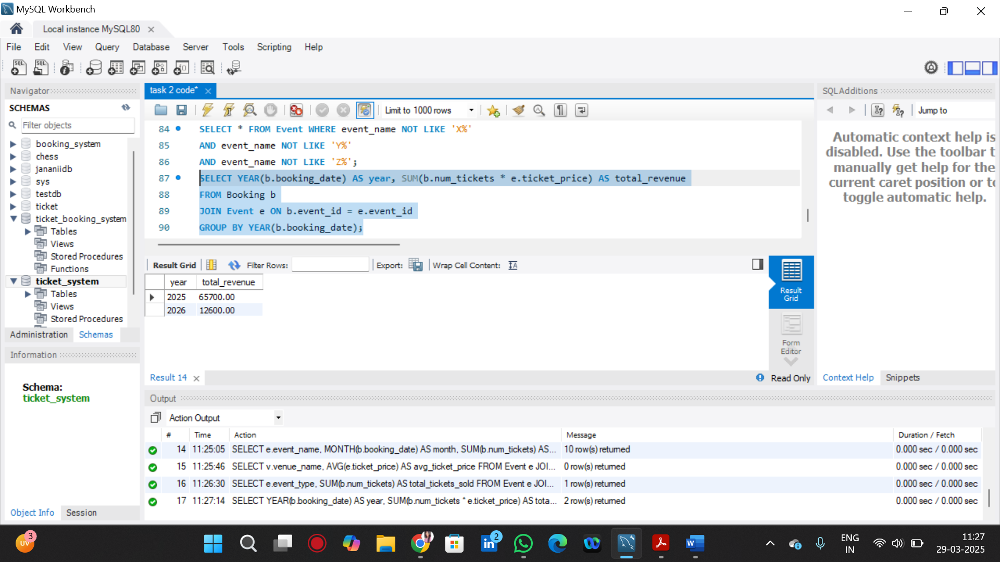 MySQL Workbench
Local instance MySQL80
File Edit View Query Database Server Tools Scripting Help
Navigator
SCHEMAS
Filter objects
booking_system
chess
jananiidb
sys
testdb
ticket
ticket_booking_system
Tables
Views
Stored Procedures
Functions
ticket_system
Tables
Views
Stored Procedures
Administration Schemas
Information
Schema:
ticket_system
Object Info Session
task 2 code*
Limit to 1000 rows
84 SELECT * FROM Event WHERE event_name NOT LIKE 'X%'
85 AND event_name NOT LIKE 'Y%'
86 AND event_name NOT LIKE 'Z%';
87 SELECT YEAR(b.booking_date) AS year, SUM(b.num_tickets * e.ticket_price) AS total_revenue
88 FROM Booking b
89 JOIN Event e ON b.event_id = e.event_id
90 GROUP BY YEAR(b.booking_date);
Result Grid Filter Rows: Export: Wrap Cell Content:
year total_revenue
2025 65700.00
2026 12600.00
Result
Grid
Form
Editor
Result 14
Read Only
SQLAdditions
Jump to
Automatic context help is
disabled. Use the toolbar t
manually get help for the
current caret position or to
toggle automatic help.
Context Help Snippets
Output
Action Output
# Time Action Message Duration / Fetch
14 11:25:05 SELECT e.event_name, MONTH(b.booking_date) AS month, SUM(b.num_tickets) AS... 10 row(s) returned 0.000 sec / 0.000 sec
15 11:25:46 SELECT v.venue_name, AVG(e.ticket_price) AS avg_ticket_price FROM Event e JOI... 0 row(s) returned 0.000 sec / 0.000 sec
16 11:26:30 SELECT e.event_type, SUM(b.num_tickets) AS total_tickets_sold FROM Event e JOI... 1 row(s) returned 0.000 sec / 0.000 sec
17 11:27:14 SELECT YEAR(b.booking_date) AS year, SUM(b.num_tickets * e.ticket_price) AS tota... 2 row(s) returned 0.000 sec / 0.000 sec
UV
3
2
ENG
IN
11:27
29-03-2025